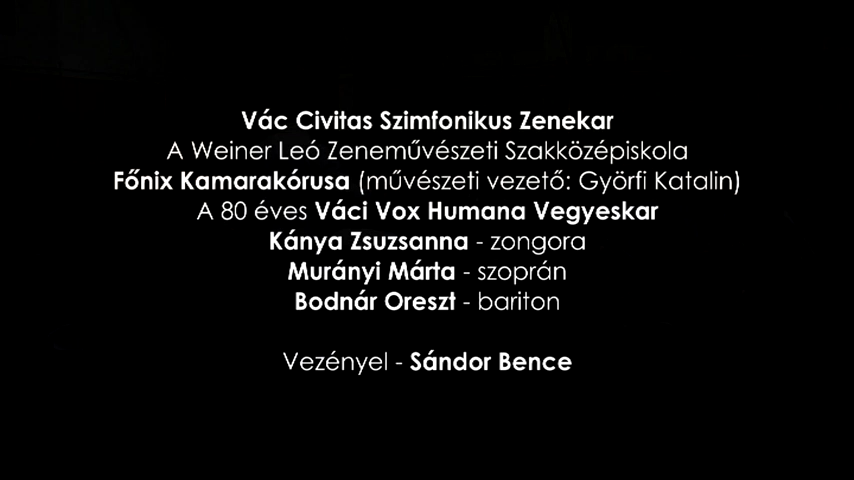 Vác Civitas Szimfonikus Zenekar
A Weiner Leó Zeneművészeti Szakközépiskola
Főnix Kamarakórusa (művészeti vezető: Györfi Katalin)
A 80 éves Váci Vox Humana Vegyeskar
Kánya Zsuzsanna - zongora
Murányi Márta - szoprán
Bodnár Oreszt - bariton
Vezényel - Sándor Bence